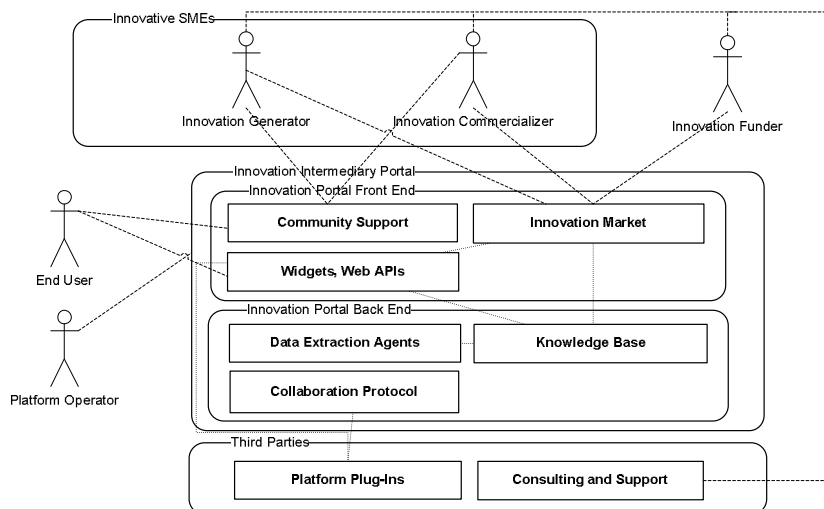 Innovative SMEs
Innovation Generator
Innovation Commercializer
Innovation Funder
Innovation Intermediary Portal
Innovation Portal Front End
Community Support
Innovation Market
Widgets, Web APIs
End User
Innovation Portal Back End
Data Extraction Agents
Knowledge Base
Collaboration Protocol
Platform Operator
Third Parties
Platform Plug-Ins
Consulting and Support